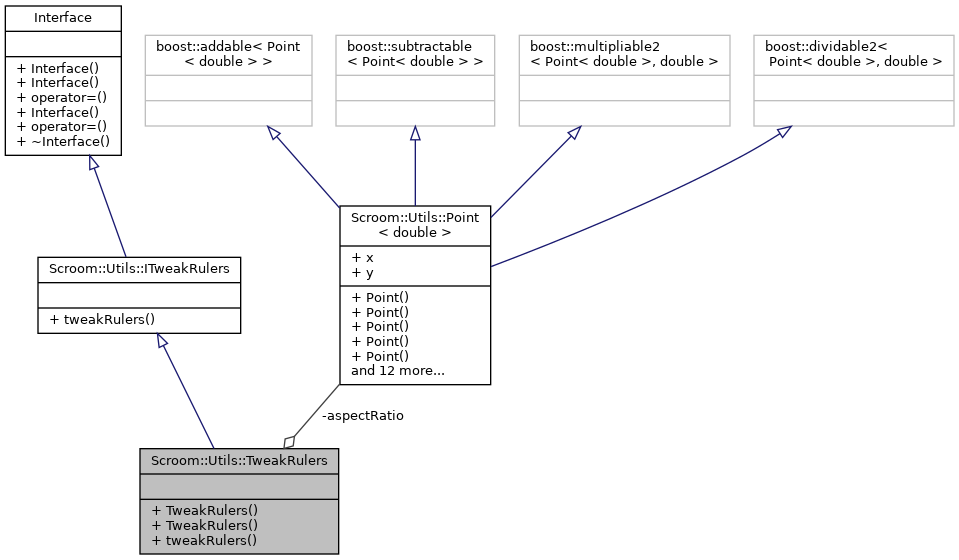 Interface
+ Interface()
+ Interface()
+ operator=()
+ Interface()
+ operator=()
+ ~Interface()
boost::addable< Point
< double > >
boost::subtractable
< Point< double > >
boost::multipliable2
< Point< double >, double >
boost::dividable2<
Point< double >, double >
Scroom::Utils::Point
< double >
+ x
+ y
+ Point()
+ Point()
+ Point()
+ Point()
+ Point()
and 12 more...
Scroom::Utils::ITweakRulers
+ tweakRulers()
-aspectRatio
Scroom::Utils::TweakRulers
+ TweakRulers()
+ TweakRulers()
+ tweakRulers()